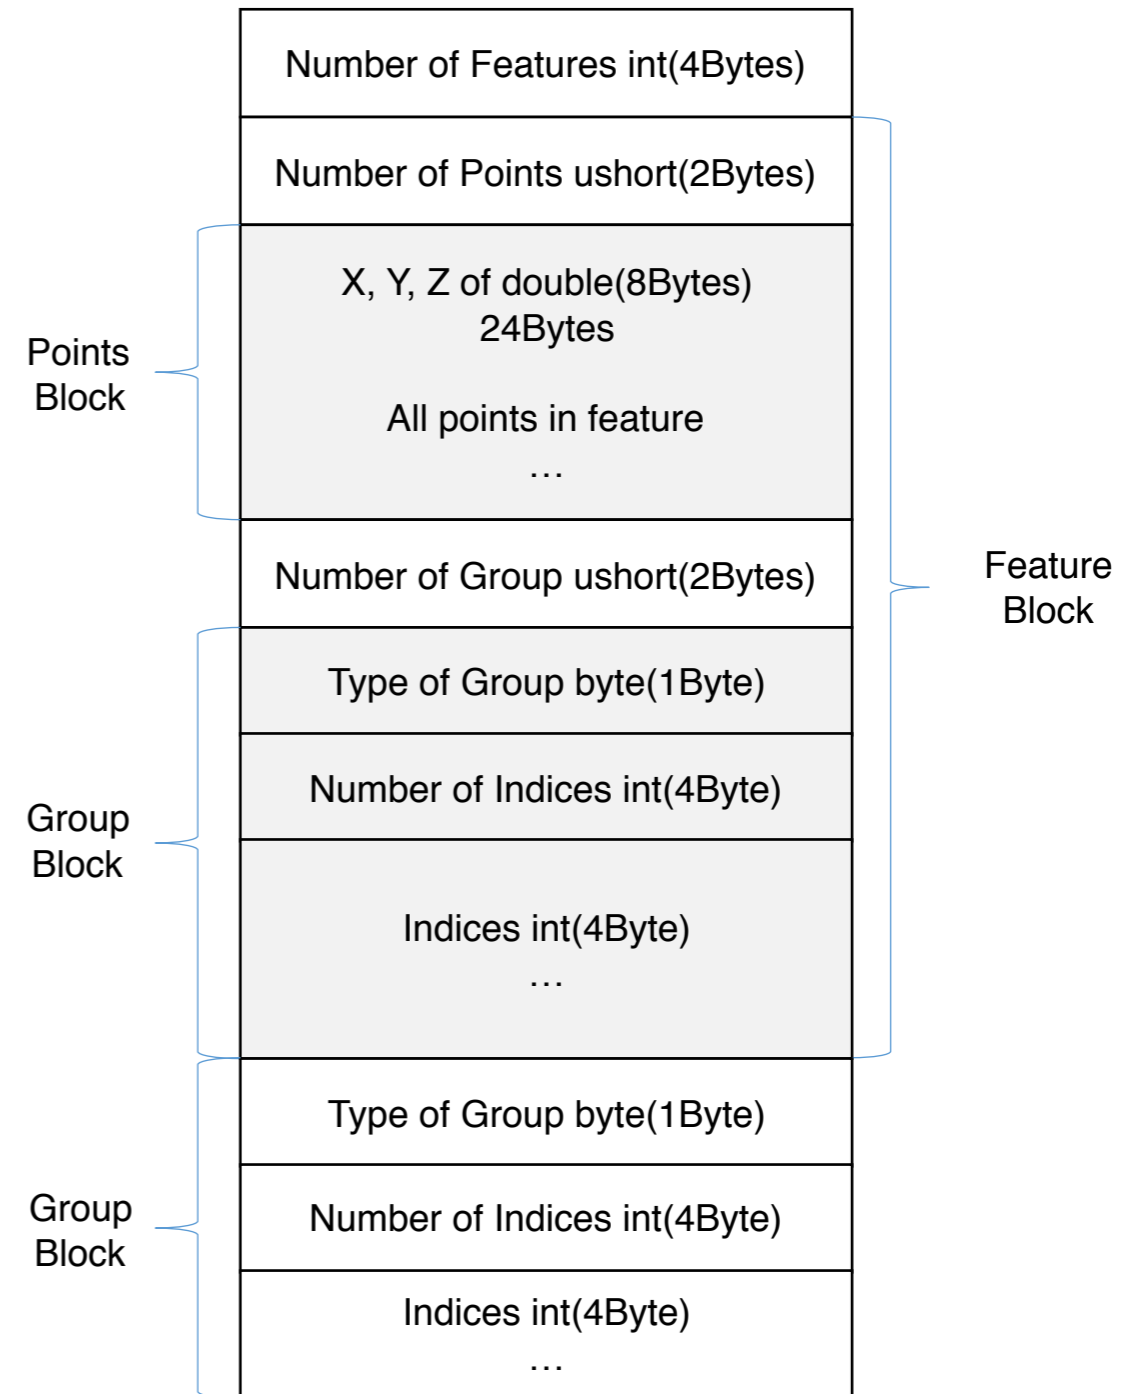 Number of Features int(4Bytes)
Number of Points ushort(2Bytes)
X, Y, Z of double(8Bytes)
24Bytes
All points in feature
…
Points
Block
Number of Group ushort(2Bytes)
Feature
Block
Type of Group byte(1Byte)
Number of Indices int(4Byte)
Group
Block
Indices int(4Byte)
…
Type of Group byte(1Byte)
Number of Indices int(4Byte)
Group
Block
Indices int(4Byte)
…